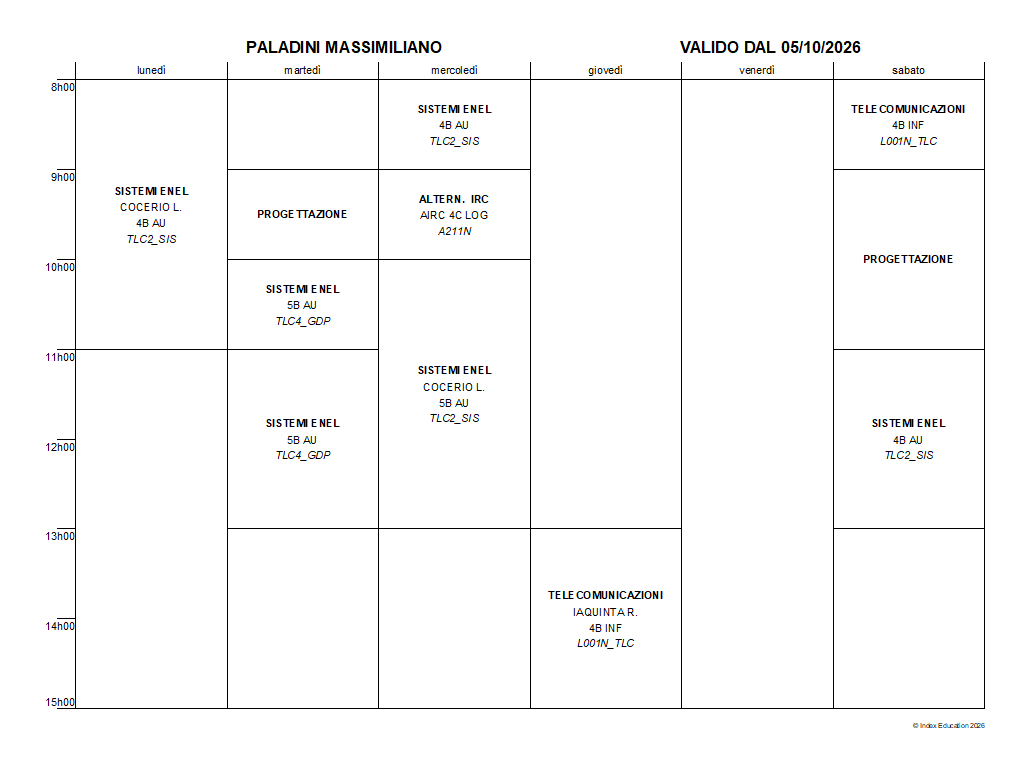 PALADINI MASSIMILIANO
VALIDO DAL 05/10/2026
lunedì
martedì
mercoledì
giovedì
venerdì
sabato
8h00
9h00
10h00
11h00
12h00
13h00
14h00
15h00
SISTEMI ENEL
COCERIO L.
4B AU
TLC2_SIS
PROGETTAZIONE
SISTEMI ENEL
5B AU
TLC4_GDP
SISTEMI ENEL
5B AU
TLC4_GDP
SISTEMI ENEL
4B AU
TLC2_SIS
ALTERN. IRC
AIRC 4C LOG
A211N
SISTEMI ENEL
COCERIO L.
5B AU
TLC2_SIS
TELECOMUNICAZIONI
IAQUINTA R.
4B INF
L001N_TLC
TELECOMUNICAZIONI
4B INF
L001N_TLC
PROGETTAZIONE
SISTEMI ENEL
4B AU
TLC2_SIS
© Index Education 2026